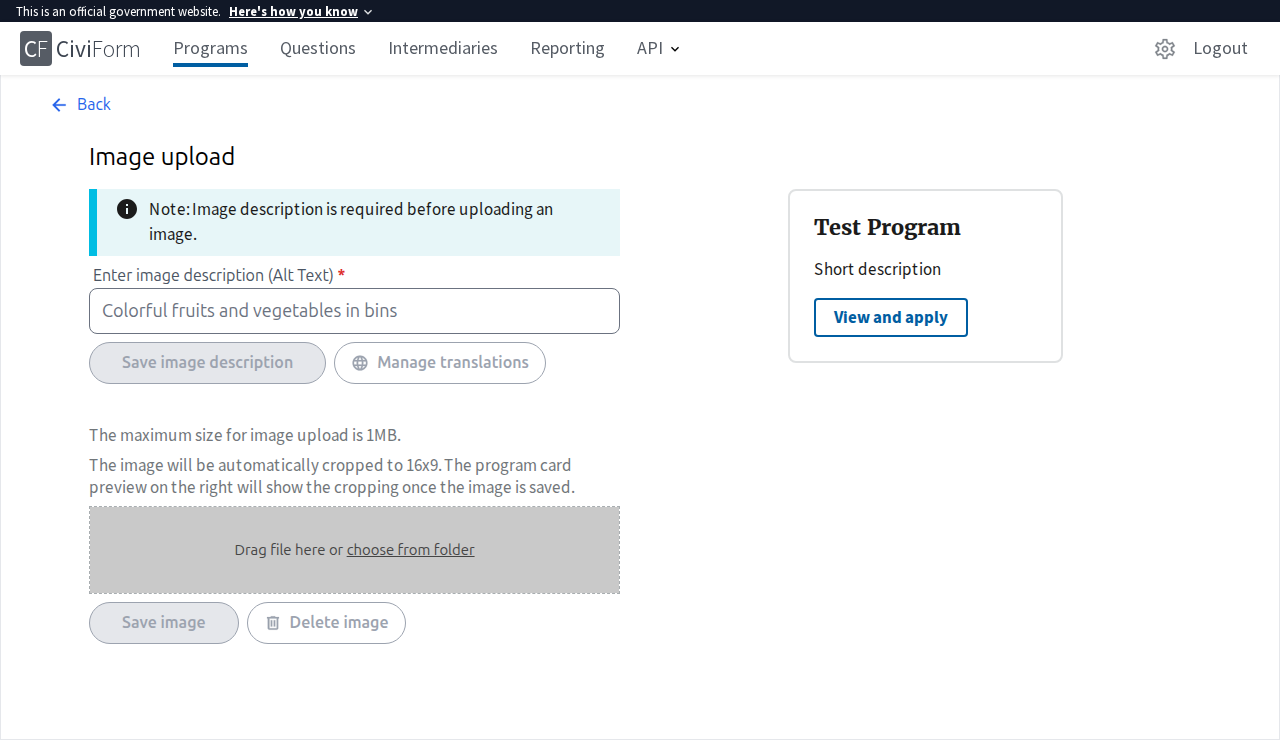 This is an official government website. Here's how you know
CF CiviForm Programs Questions Intermediaries Reporting API Logout
Back
Image upload
Note: Image description is required before uploading an
image.
Enter image description (Alt Text) *
Colorful fruits and vegetables in bins
Save image description Manage translations
The maximum size for image upload is 1MB.
The image will be automatically cropped to 16x9. The program card
preview on the right will show the cropping once the image is saved.
Drag file here or choose from folder
Save image Delete image
Test Program
Short description
View and apply